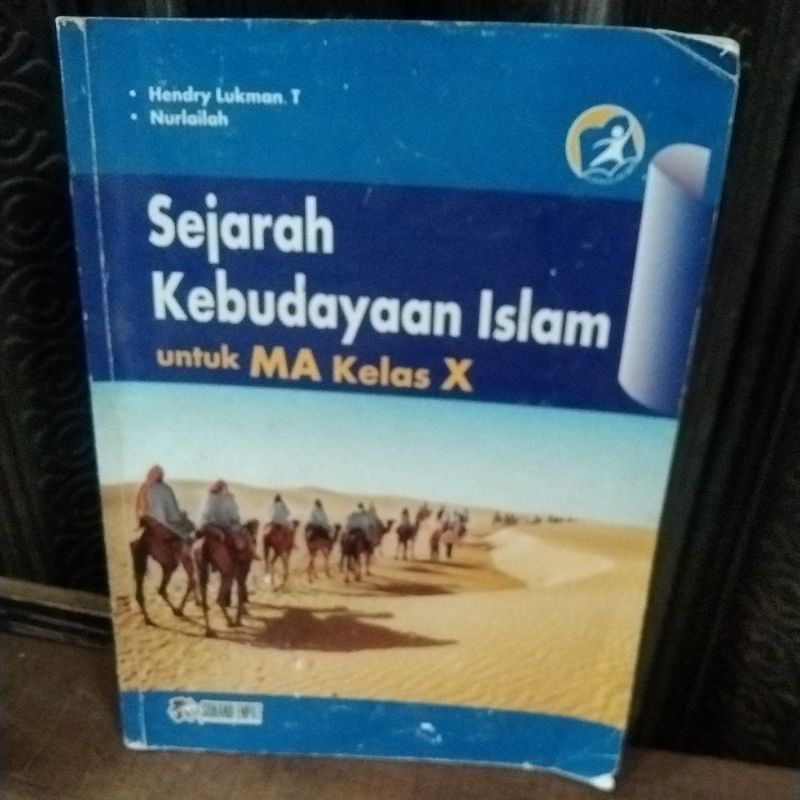 • Hendry Lukman. T
• Nurlailah
Sejarah
Kebudayaan Islam
untuk MA Kelas X